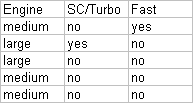 Engine SC/Turbo Fast
medium no yes
large yes no
large no no
medium no no
medium no no